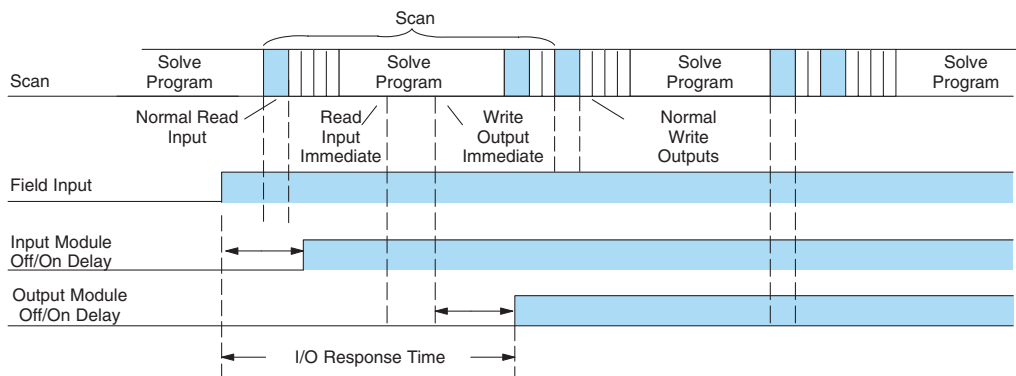 Scan
Scan
Solve
Program
Solve
Program
Solve
Program
Solve
Program
Normal Read
Input
Read
Input
Immediate
Write
Output
Immediate
Normal
Write
Outputs
Field Input
Input Module
Off/On Delay
Output Module
Off/On Delay
I/O Response Time